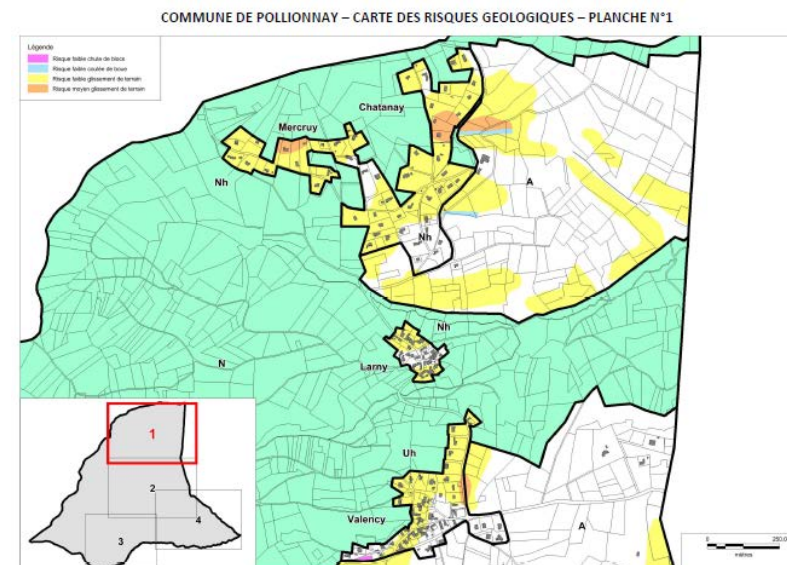 COMMUNE DE POLLIONNAY – CARTE DES RISQUES GEOLOGIQUES – PLANCHE N°1
Légende
Risque faible chute de blocs
Risque faible coulée de boue
Risque faible glissement de terrain
Risque moyen glissement de terrain
Chatanay
Mercruy
Nh
A
Nh
Nh
N
Larny
Uh
Valency
A
1
2
4
3
0
250.0
mètres